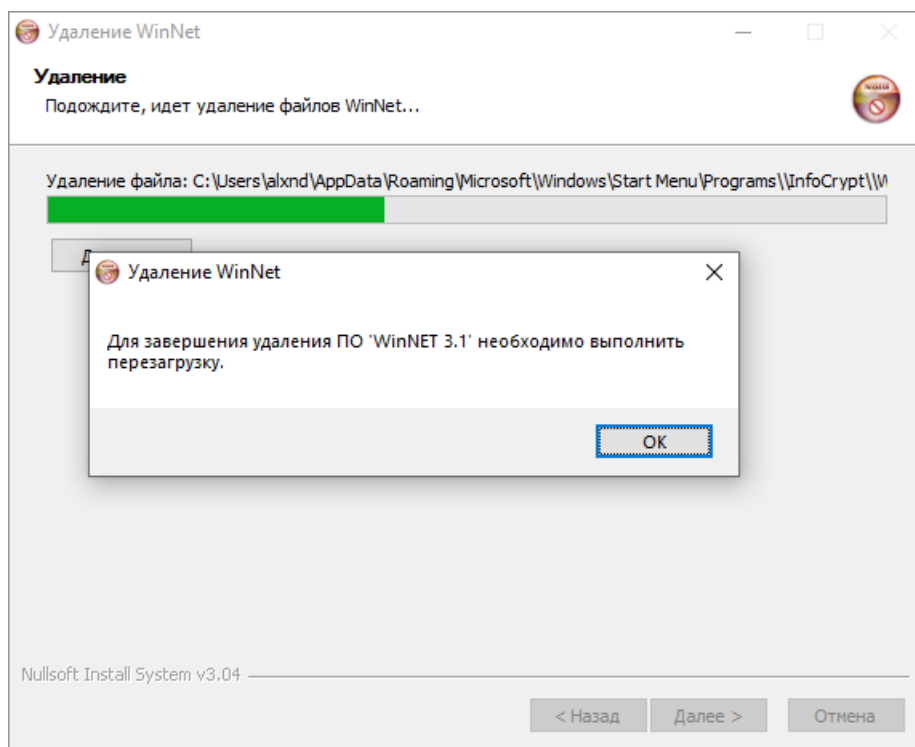 Удаление WinNet
Удаление
Подождите, идет удаление файлов WinNet...
Удаление файла: C:\Users\alxnd\AppData\Roaming\Microsoft\Windows\Start Menu\Programs\\InfoCrypt\\W
Удаление WinNet
Для завершения удаления ПО 'WinNET 3.1' необходимо выполнить
перезагрузку.
OK
Nullsoft Install System v3.04
< Назад
Далее >
Отмена